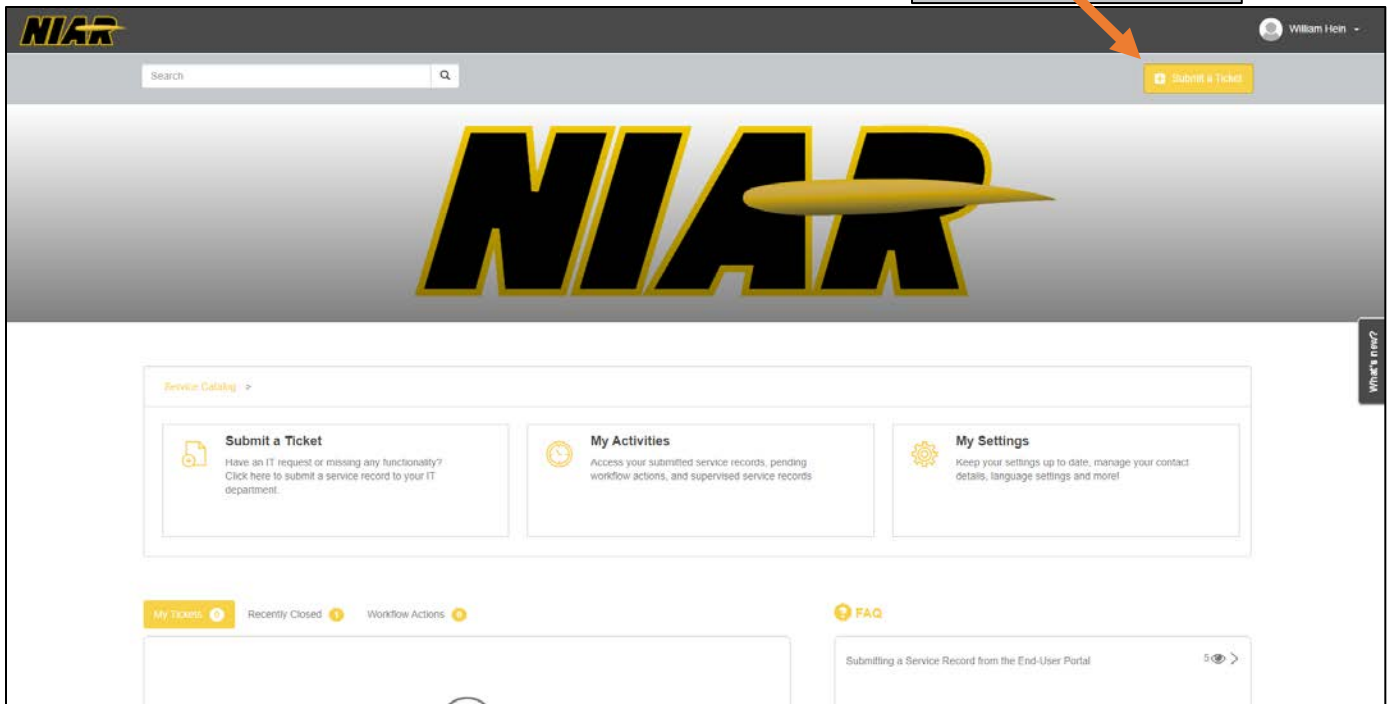 NIAR
William Hein
Search
Submit a Ticket
NIAR
What's new?
Service Catalog >
Submit a Ticket
Have an IT request or missing any functionality?
Click here to submit a service record to your IT
department.
My Activities
Access your submitted service records, pending
workflow actions, and supervised service records
My Settings
Keep your settings up to date, manage your contact
details, language settings and more!
My Tickets 0
Recently Closed 1
Workflow Actions 0
FAQ
Submitting a Service Record from the End-User Portal
5